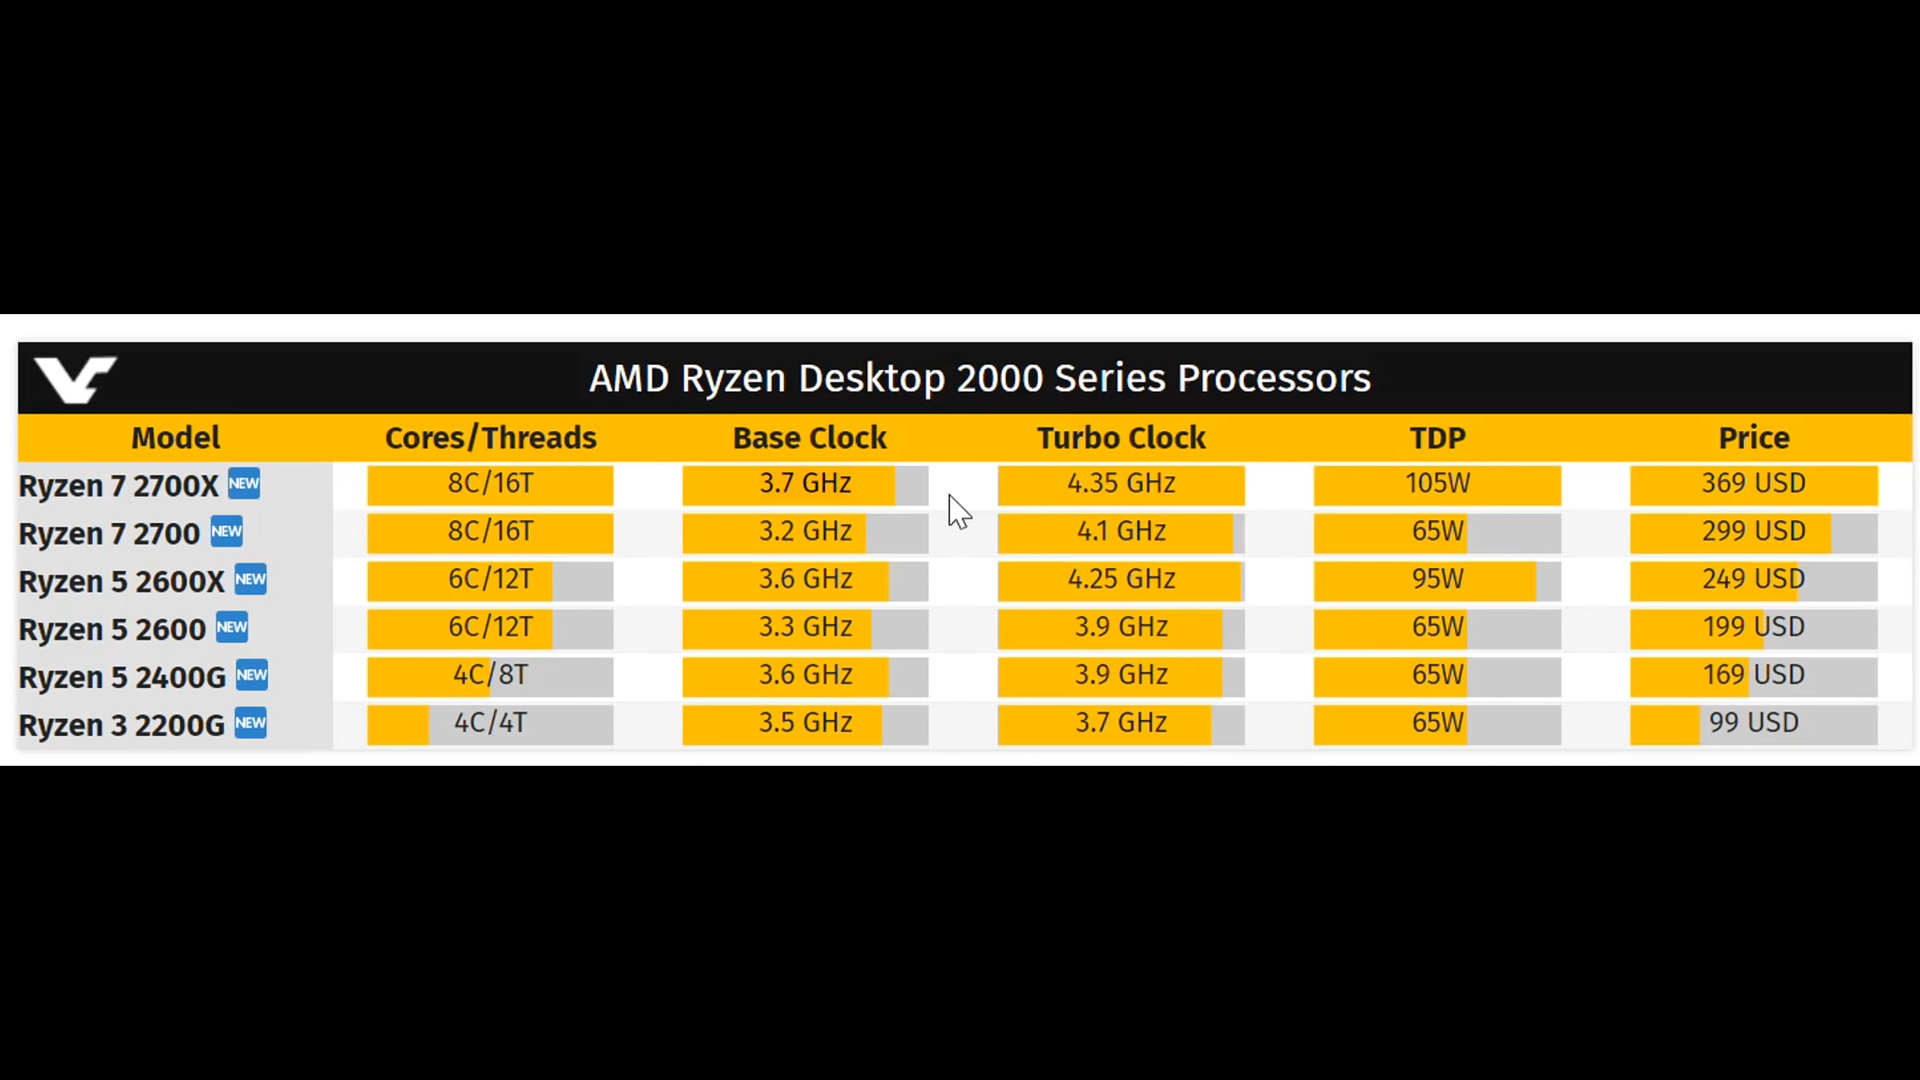 AMD Ryzen Desktop 2000 Series Processors
Model Cores/Threads Base Clock Turbo Clock TDP Price
Ryzen 7 2700X NEW 8C/16T 3.7 GHz 4.35 GHz 105W 369 USD
Ryzen 7 2700 NEW 8C/16T 3.2 GHz 4.1 GHz 65W 299 USD
Ryzen 5 2600X NEW 6C/12T 3.6 GHz 4.25 GHz 95W 249 USD
Ryzen 5 2600 NEW 6C/12T 3.3 GHz 3.9 GHz 65W 199 USD
Ryzen 5 2400G NEW 4C/8T 3.6 GHz 3.9 GHz 65W 169 USD
Ryzen 3 2200G NEW 4C/4T 3.5 GHz 3.7 GHz 65W 99 USD